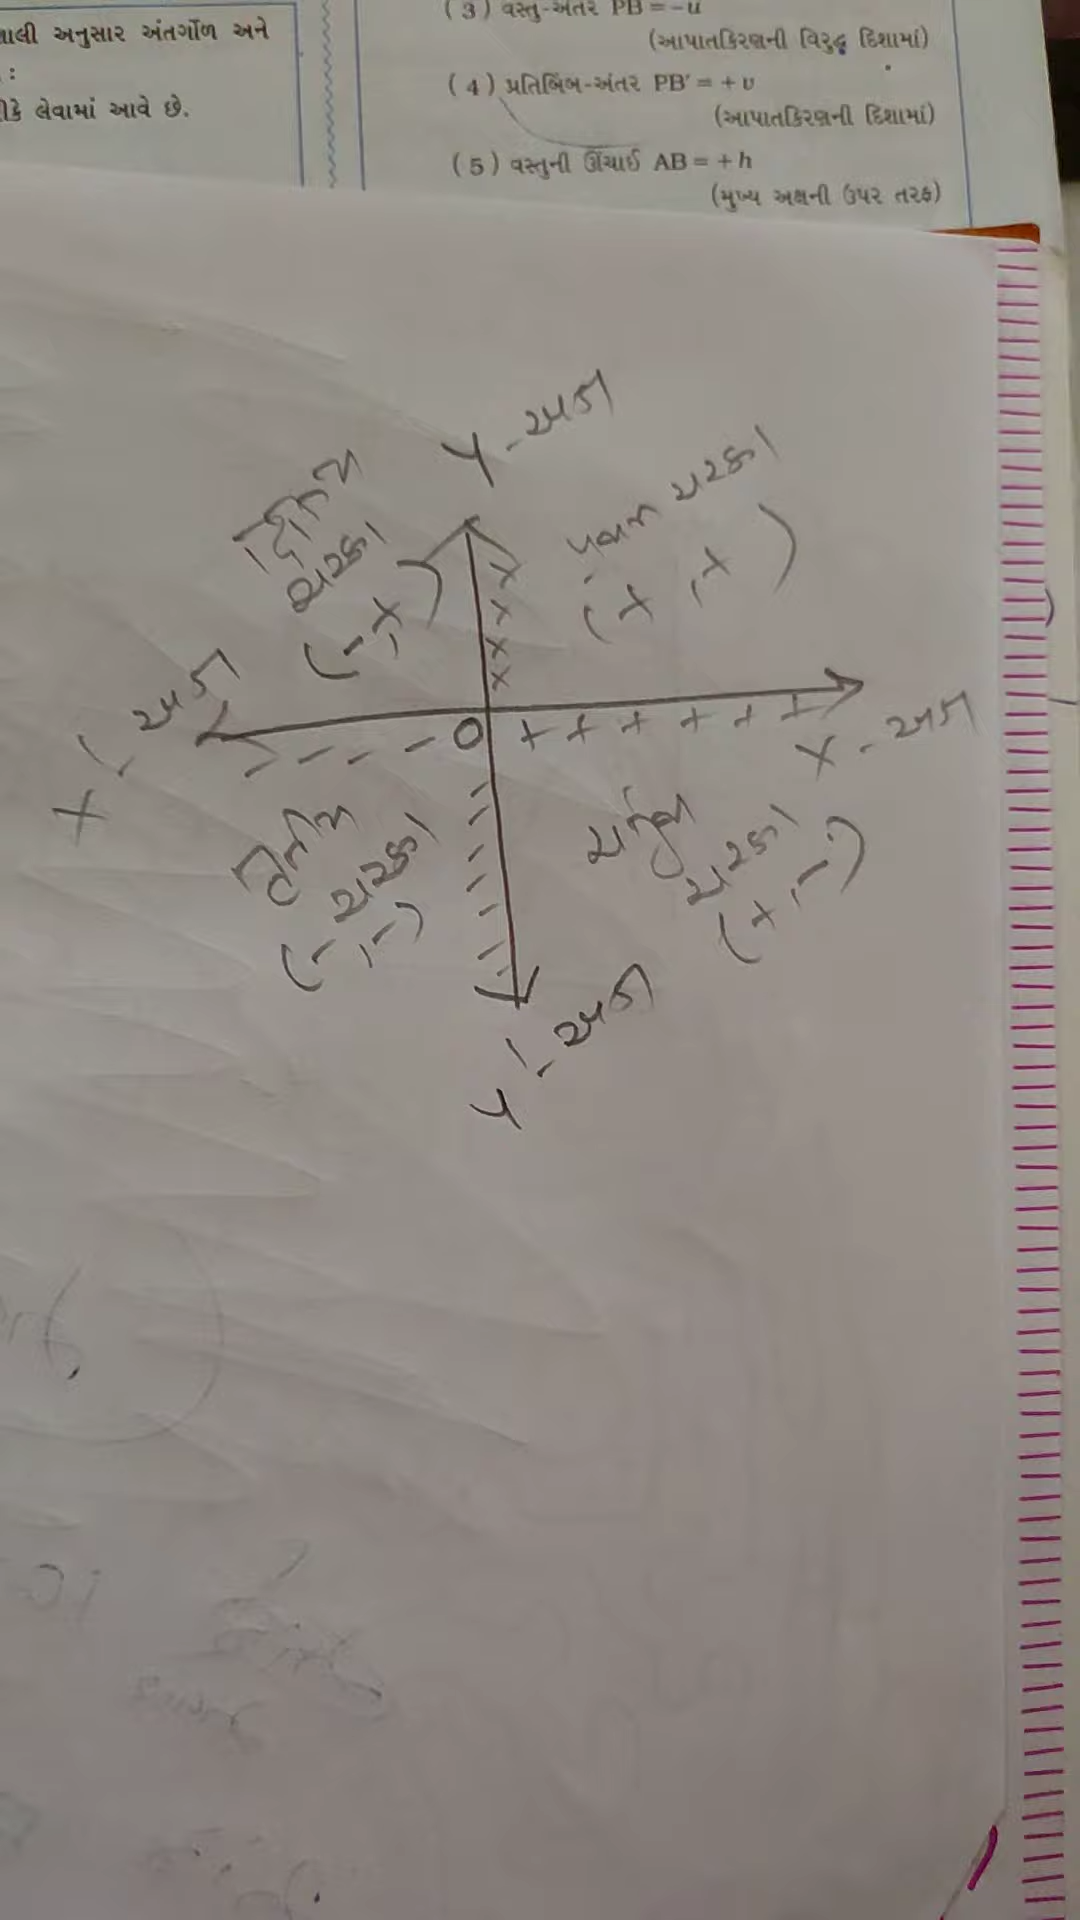 ાલી અનુસાર અંતર્ગોળ અને
:
ીકે લેવામાં આવે છે.
(3) વસ્તુ-અંતર PB = -u
(આપાતકિરણની વિરુદ્ધ દિશામાં)
(4) પ્રતિબિંબ-અંતર PB' = + υ
(આપાતકિરણની દિશામાં)
(5) વસ્તુની ઊંચાઈ AB = + h
(મુખ્ય અક્ષની ઉપર તરફ)
Y - અક્ષ
દ્વિતીય
ચરણ
(-,+)
પ્રથમ ચરણ
(+,+)
+
+
+
+
X' - અક્ષ
- - - - O + + + + + +
X - અક્ષ
તૃતીય
ચરણ
(-,-)
ચતુર્થ
ચરણ
(+,-)
Y' - અક્ષ